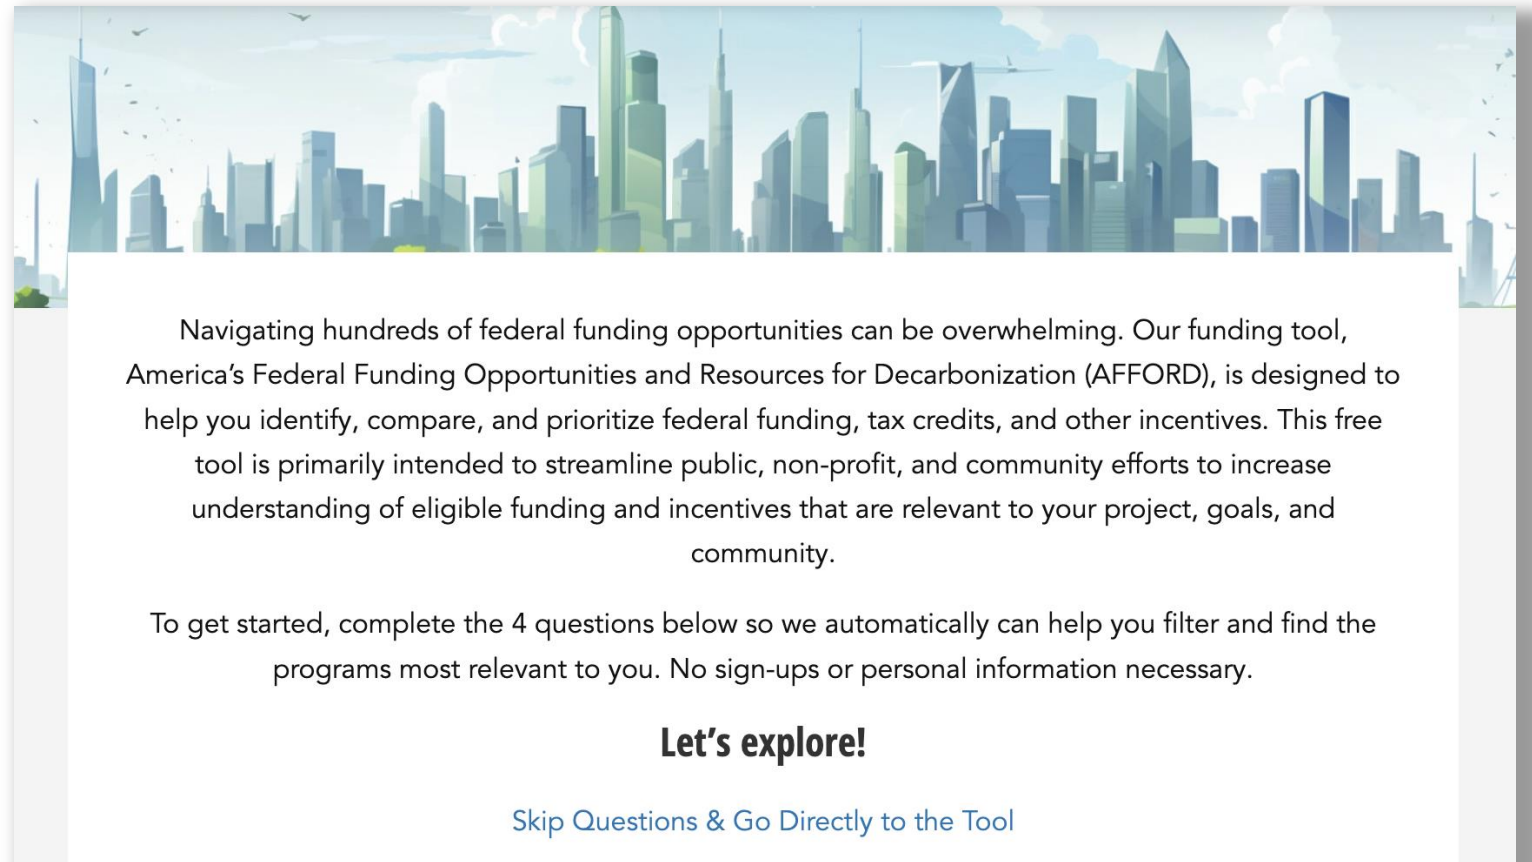 Navigating hundreds of federal funding opportunities can be overwhelming. Our funding tool,
America’s Federal Funding Opportunities and Resources for Decarbonization (AFFORD), is designed to
help you identify, compare, and prioritize federal funding, tax credits, and other incentives. This free
tool is primarily intended to streamline public, non-profit, and community efforts to increase
understanding of eligible funding and incentives that are relevant to your project, goals, and
community.
To get started, complete the 4 questions below so we automatically can help you filter and find the
programs most relevant to you. No sign-ups or personal information necessary.
Let’s explore!
Skip Questions & Go Directly to the Tool